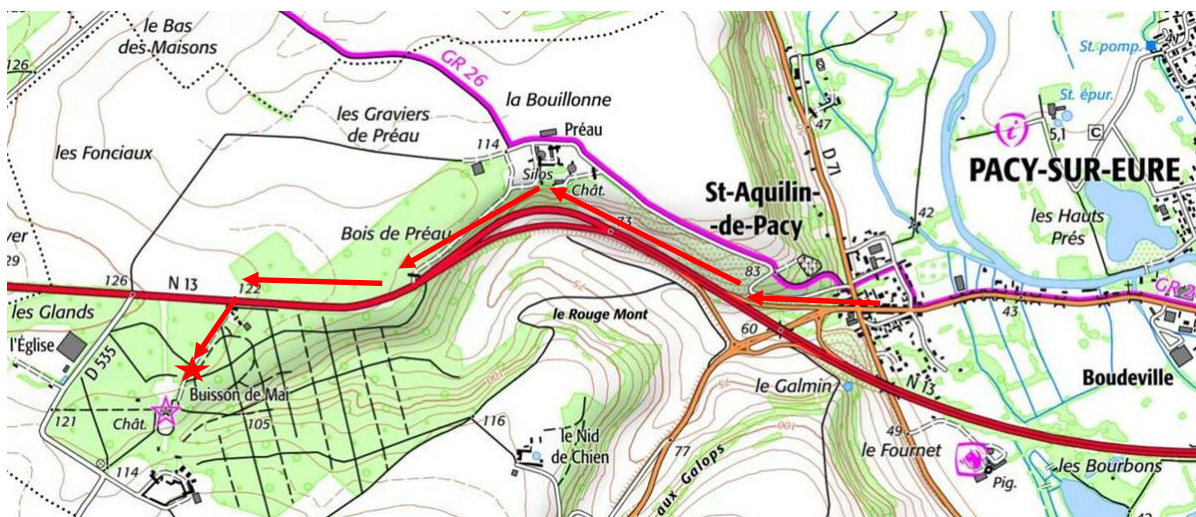 le Bas
des Maisons
126
GR 26
la Bouillonne
les Graviers
de Préau
114
Préau
Silos
Chât.
les Fonciaux
47
D 71
St. pomp.
St. épur.
5,1
C
PACY-SUR-EURE
St-Aquilin-
-de-Pacy
42
les Hauts
Prés
Bois de Préau
73
83
126
N 13
122
les Glands
l'Église
D 535
le Rouge Mont
75
60
43
Boudeville
100
Buisson de Mai
Chât.
121
105
116
114
le Nid
de Chien
77
aux Galops
75
le Galmin
N 13
100
49
le Fournet
Pig.
les Bourbons